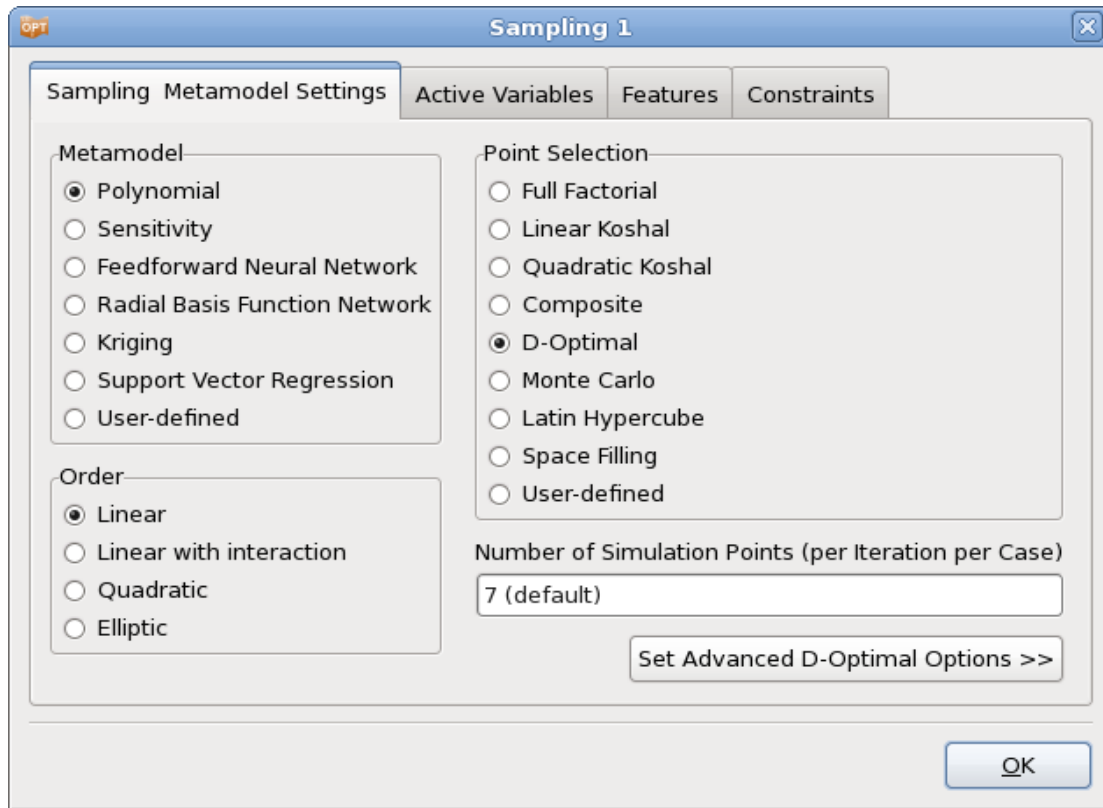 OPT
Sampling 1
Sampling Metamodel Settings
Active Variables
Features
Constraints
Metamodel
Polynomial
Sensitivity
Feedforward Neural Network
Radial Basis Function Network
Kriging
Support Vector Regression
User-defined
Order
Linear
Linear with interaction
Quadratic
Elliptic
Point Selection
Full Factorial
Linear Koshal
Quadratic Koshal
Composite
D-Optimal
Monte Carlo
Latin Hypercube
Space Filling
User-defined
Number of Simulation Points (per Iteration per Case)
7 (default)
Set Advanced D-Optimal Options >>
OK